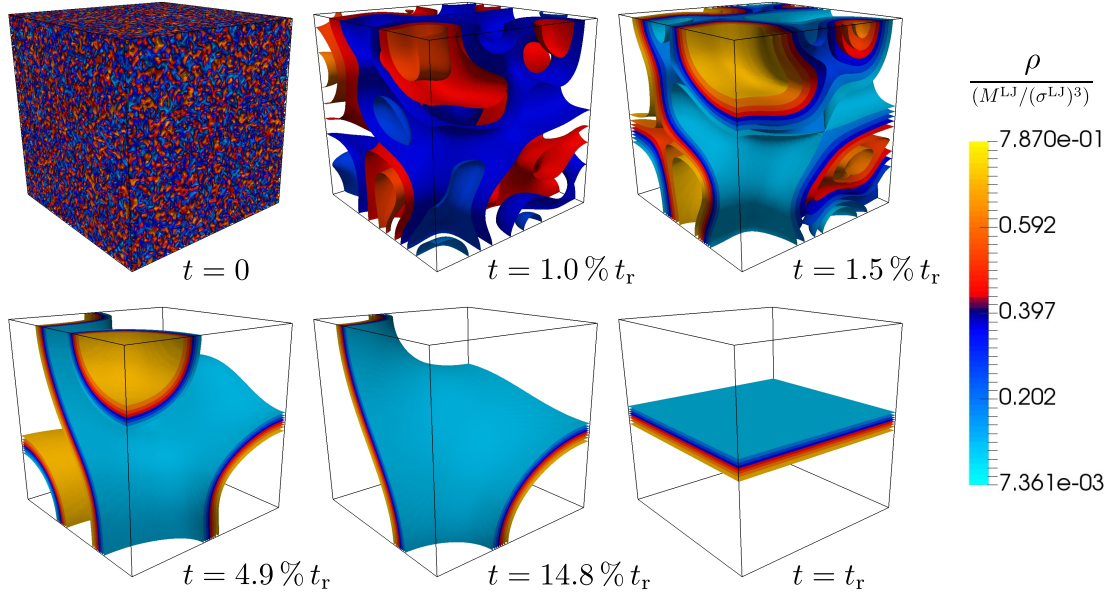 t = 0
t = 1.0 % t_r
t = 1.5 % t_r
t = 4.9 % t_r
t = 14.8 % t_r
t = t_r
ρ
(M^LJ/(σ^LJ)^3)
7.870e-01
0.592
0.397
0.202
7.361e-03